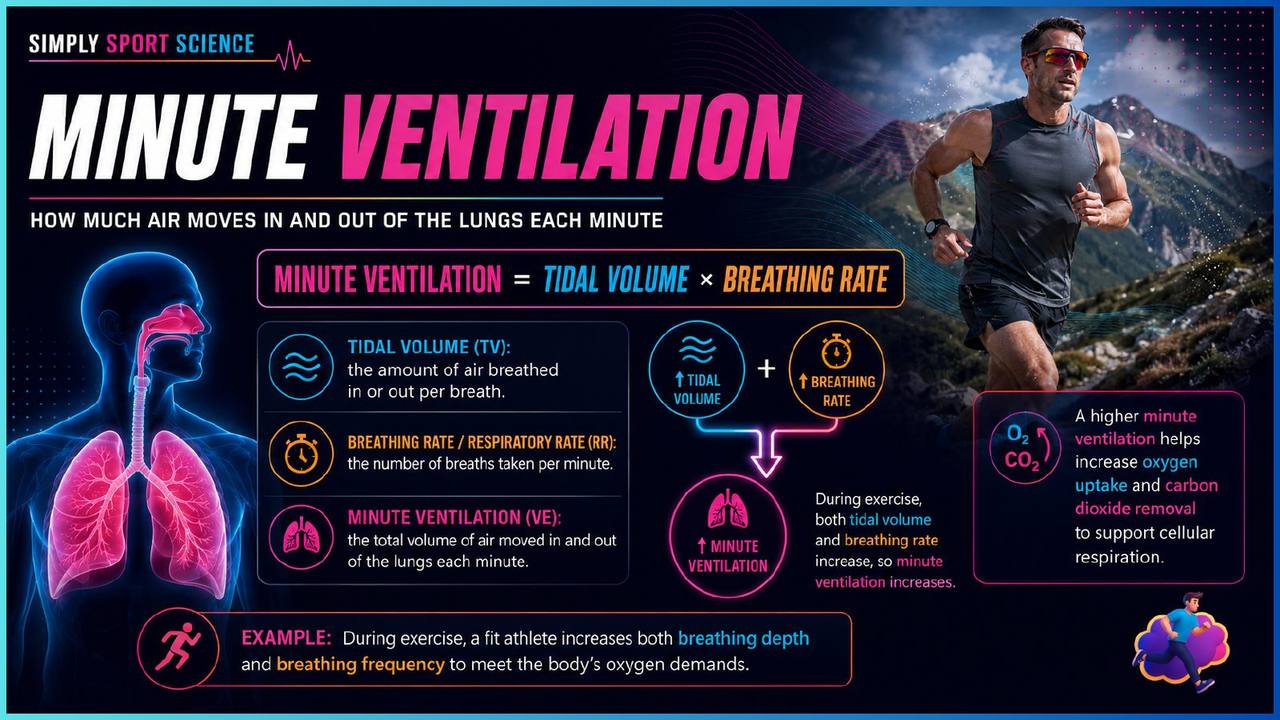 SIMPLY SPORT SCIENCE
MINUTE VENTILATION
HOW MUCH AIR MOVES IN AND OUT OF THE LUNGS EACH MINUTE
MINUTE VENTILATION = TIDAL VOLUME × BREATHING RATE
TIDAL VOLUME (TV):
the amount of air breathed
in or out per breath.
BREATHING RATE / RESPIRATORY RATE (RR):
the number of breaths taken per minute.
MINUTE VENTILATION (VE):
the total volume of air moved in and out
of the lungs each minute.
↑ TIDAL
VOLUME
+
↑ BREATHING
RATE
↑ MINUTE
VENTILATION
During exercise,
both tidal volume
and breathing rate
increase, so minute
ventilation increases.
O₂
CO₂
A higher minute
ventilation helps
increase oxygen
uptake and carbon
dioxide removal
to support cellular
respiration.
EXAMPLE: During exercise, a fit athlete increases both breathing depth
and breathing frequency to meet the body's oxygen demands.